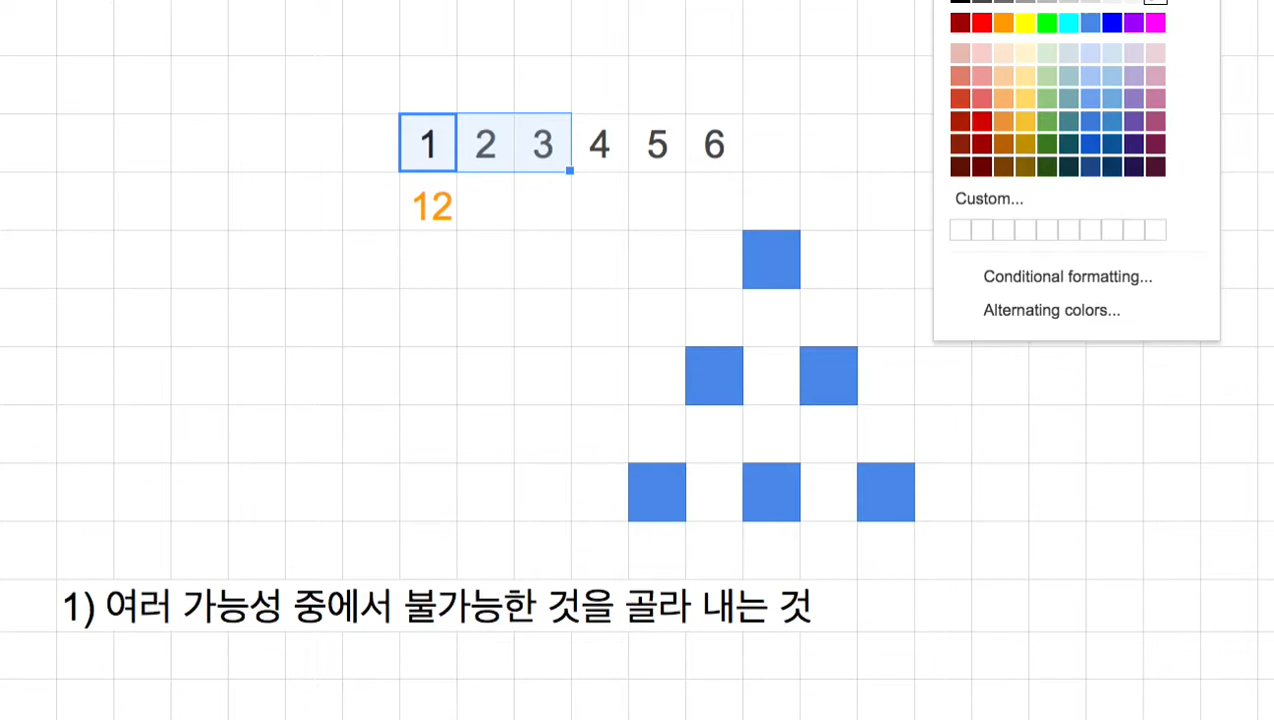 1 2 3 4 5 6
12
Custom...
Conditional formatting...
Alternating colors...
1) 여러 가능성 중에서 불가능한 것을 골라 내는 것